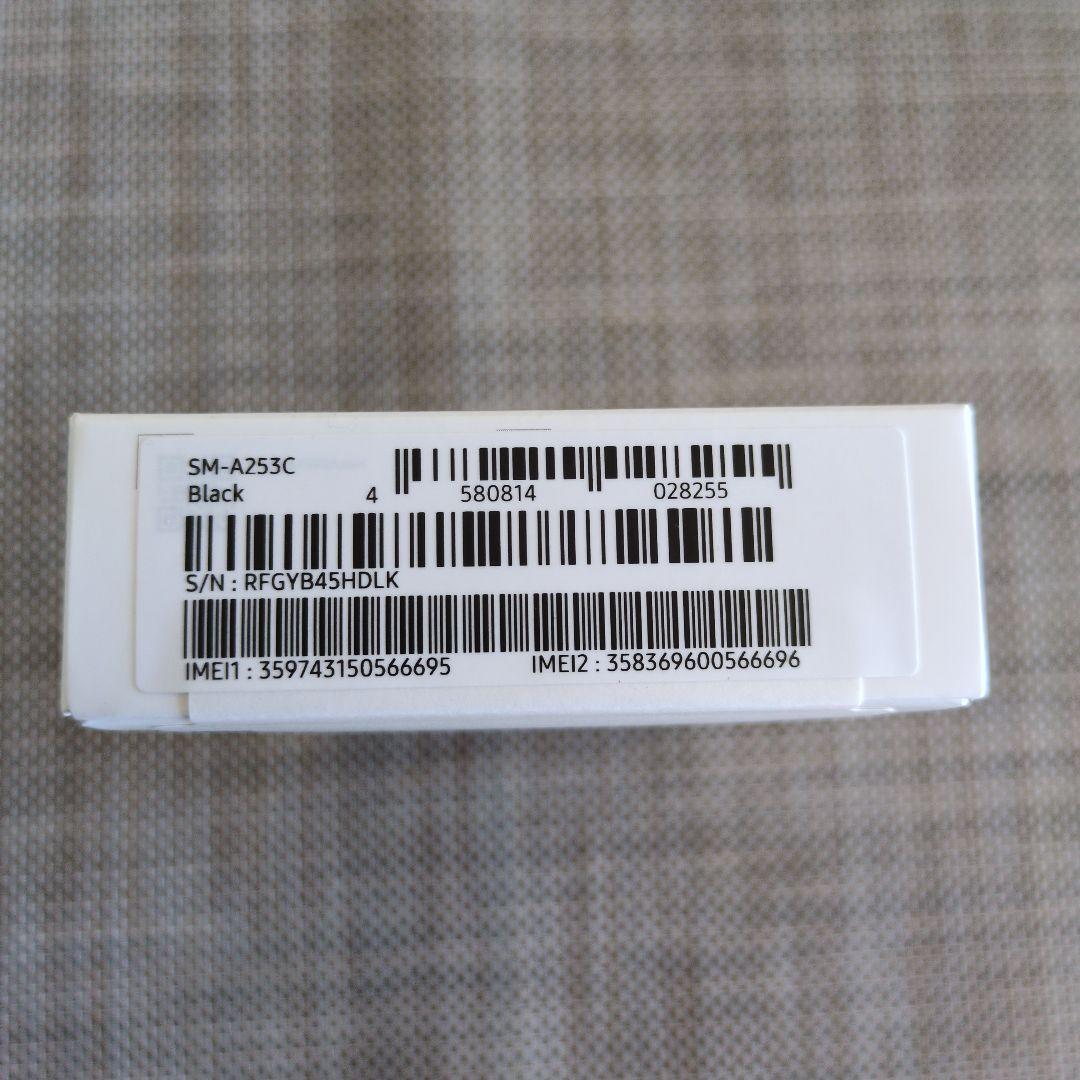 SM-A253C
Black
4 580814 028255
S/N : RFGYB45HDLK
IMEI1 : 359743150566695 IMEI2 : 358369600566696